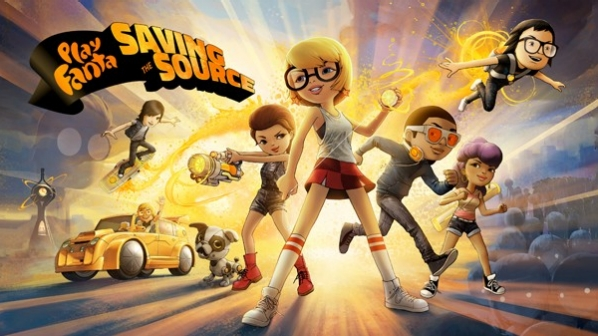 Play
Fanta
SAVING
THE SOURCE